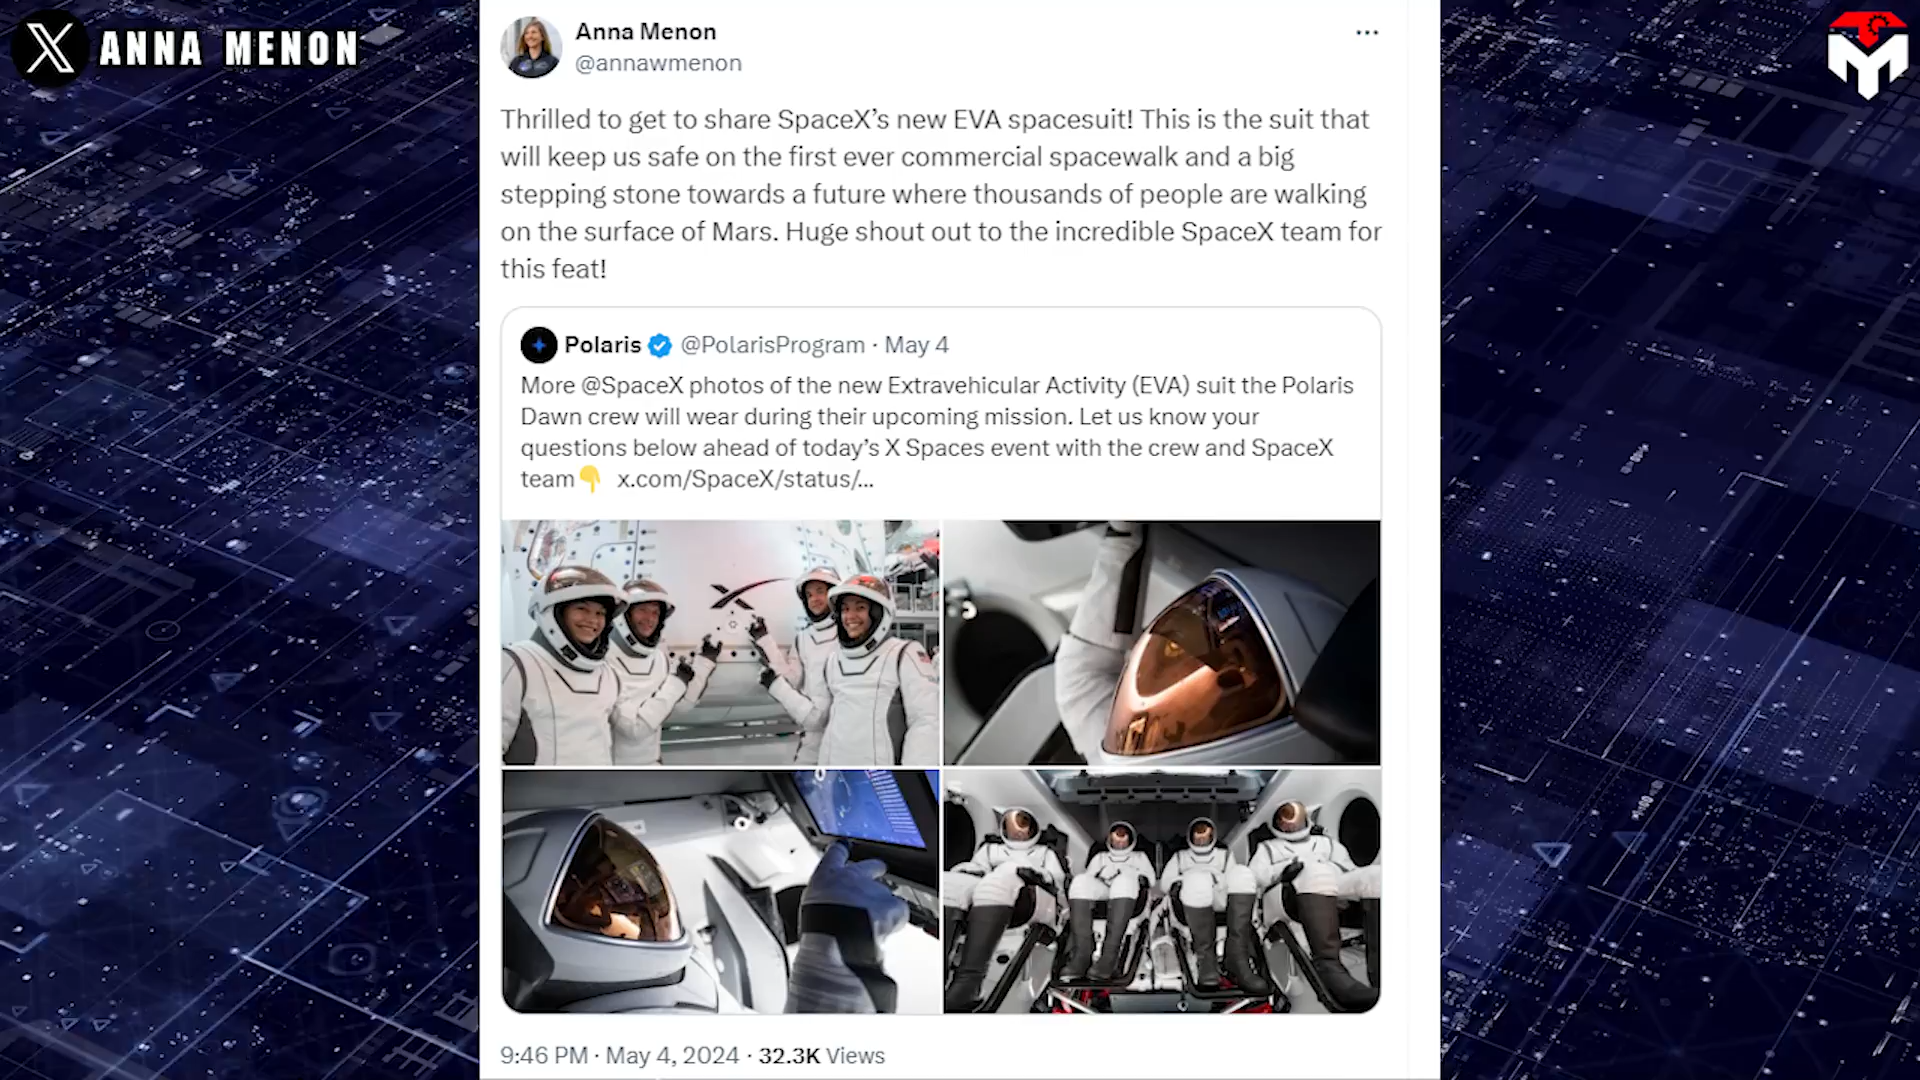 ANNA MENON
Anna Menon
@annawmenon
Thrilled to get to share SpaceX’s new EVA spacesuit! This is the suit that
will keep us safe on the first ever commercial spacewalk and a big
stepping stone towards a future where thousands of people are walking
on the surface of Mars. Huge shout out to the incredible SpaceX team for
this feat!
Polaris @PolarisProgram · May 4
More @SpaceX photos of the new Extravehicular Activity (EVA) suit the Polaris
Dawn crew will wear during their upcoming mission. Let us know your
questions below ahead of today’s X Spaces event with the crew and SpaceX
team👇 x.com/SpaceX/status/...
9:46 PM · May 4, 2024 · 32.3K Views